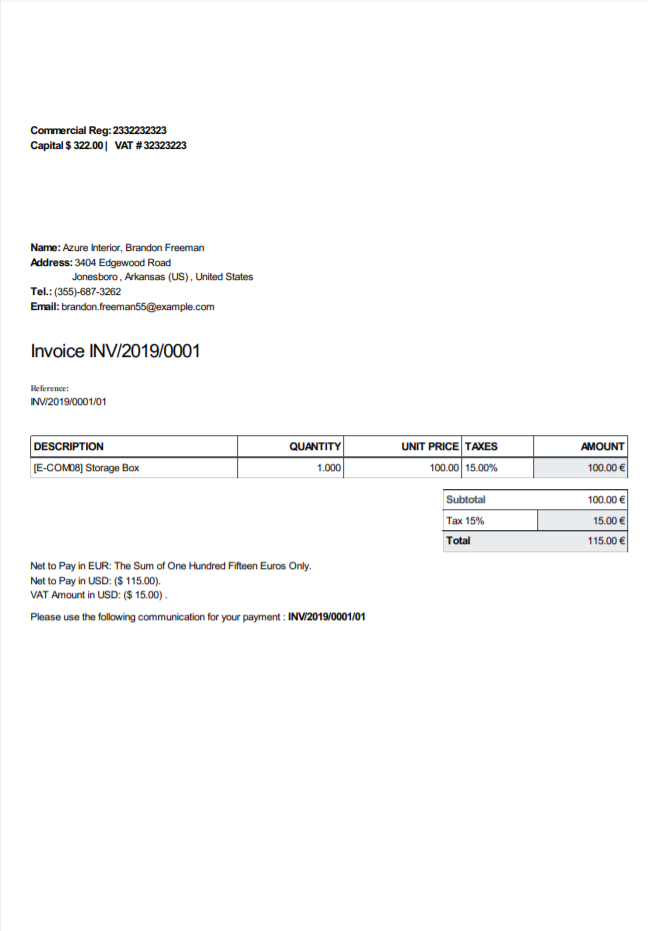 Commercial Reg: 2332232323
Capital $ 322.00 | VAT # 32323223
Name: Azure Interior, Brandon Freeman
Address: 3404 Edgewood Road
Jonesboro , Arkansas (US) , United States
Tel.: (355)-687-3262
Email: brandon.freeman55@example.com
Invoice INV/2019/0001
Reference:
INV/2019/0001/01
DESCRIPTION QUANTITY UNIT PRICE TAXES AMOUNT
[E-COM08] Storage Box 1.000 100.00 15.00% 100.00 €
Subtotal 100.00 €
Tax 15% 15.00 €
Total 115.00 €
Net to Pay in EUR: The Sum of One Hundred Fifteen Euros Only.
Net to Pay in USD: ($ 115.00).
VAT Amount in USD: ($ 15.00) .
Please use the following communication for your payment : INV/2019/0001/01